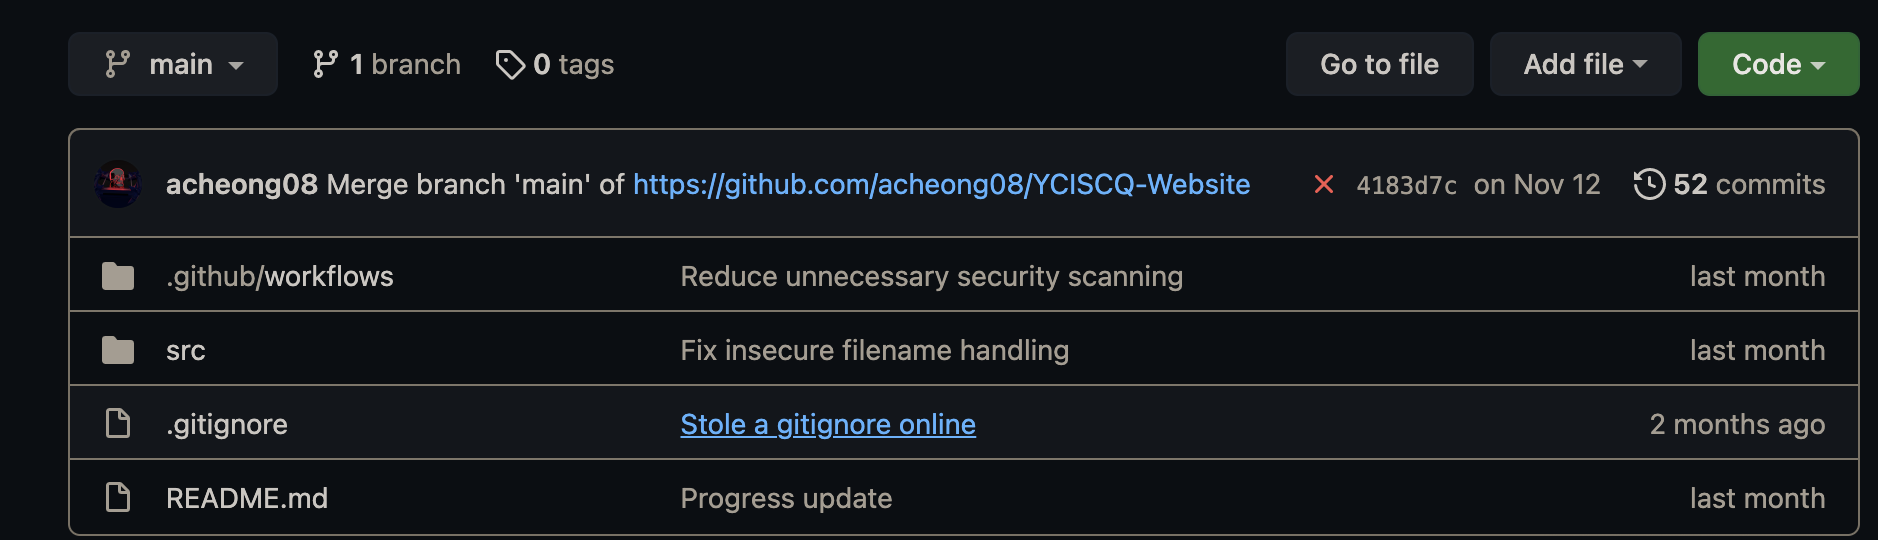 main 1 branch 0 tags Go to file Add file Code
acheong08 Merge branch 'main' of https://github.com/acheong08/YCISCQ-Website 4183d7c on Nov 12 52 commits
.github/workflows Reduce unnecessary security scanning last month
src Fix insecure filename handling last month
.gitignore Stole a gitignore online 2 months ago
README.md Progress update last month